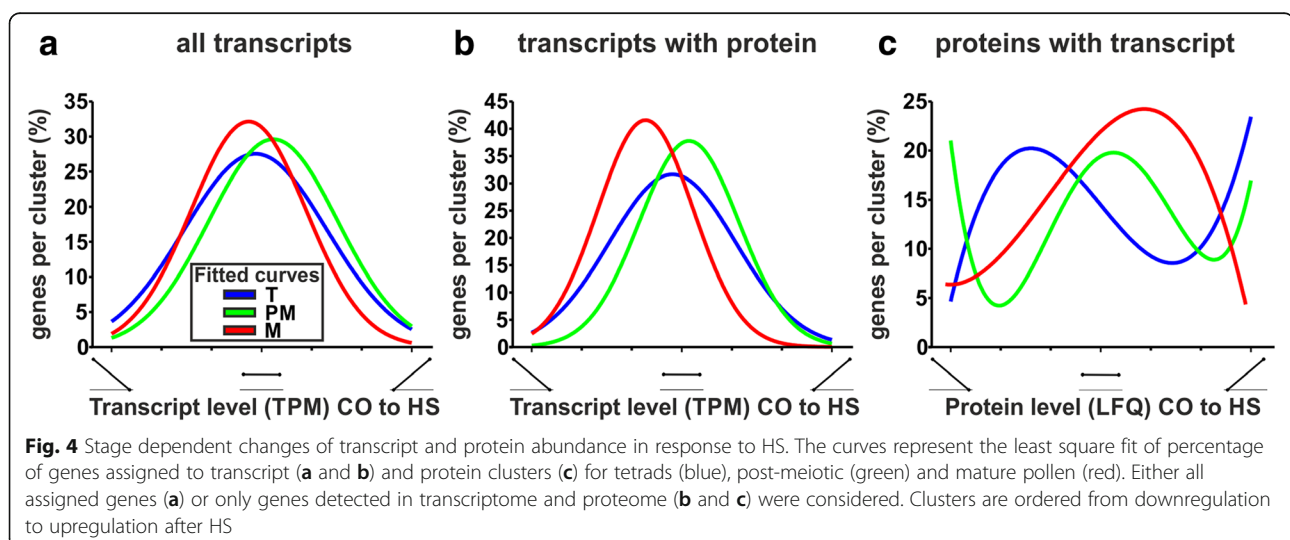 a all transcripts
b transcripts with protein
c proteins with transcript
genes per cluster (%)
35
30
25
20
15
10
5
0
Fitted curves
T
PM
M
Transcript level (TPM) CO to HS
genes per cluster (%)
45
40
35
30
25
20
15
10
5
0
Transcript level (TPM) CO to HS
genes per cluster (%)
25
20
15
10
5
0
Protein level (LFQ) CO to HS
Fig. 4 Stage dependent changes of transcript and protein abundance in response to HS. The curves represent the least square fit of percentage
of genes assigned to transcript (a and b) and protein clusters (c) for tetrads (blue), post-meiotic (green) and mature pollen (red). Either all
assigned genes (a) or only genes detected in transcriptome and proteome (b and c) were considered. Clusters are ordered from downregulation
to upregulation after HS